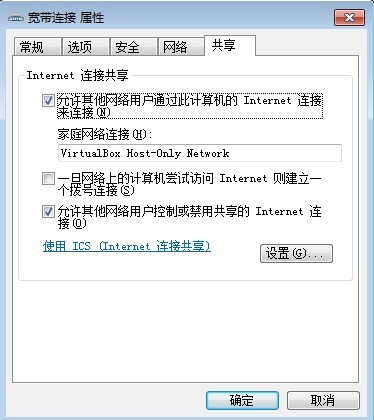 宽带连接 属性
常规 选项 安全 网络 共享
Internet 连接共享
允许其他网络用户通过此计算机的 Internet 连接
来连接(N)
家庭网络连接(H):
VirtualBox Host-Only Network
一旦网络上的计算机尝试访问 Internet 则建立一
个拨号连接(S)
允许其他网络用户控制或禁用共享的 Internet 连
接(O)
使用 ICS (Internet 连接共享)
设置(G)...
确定 取消